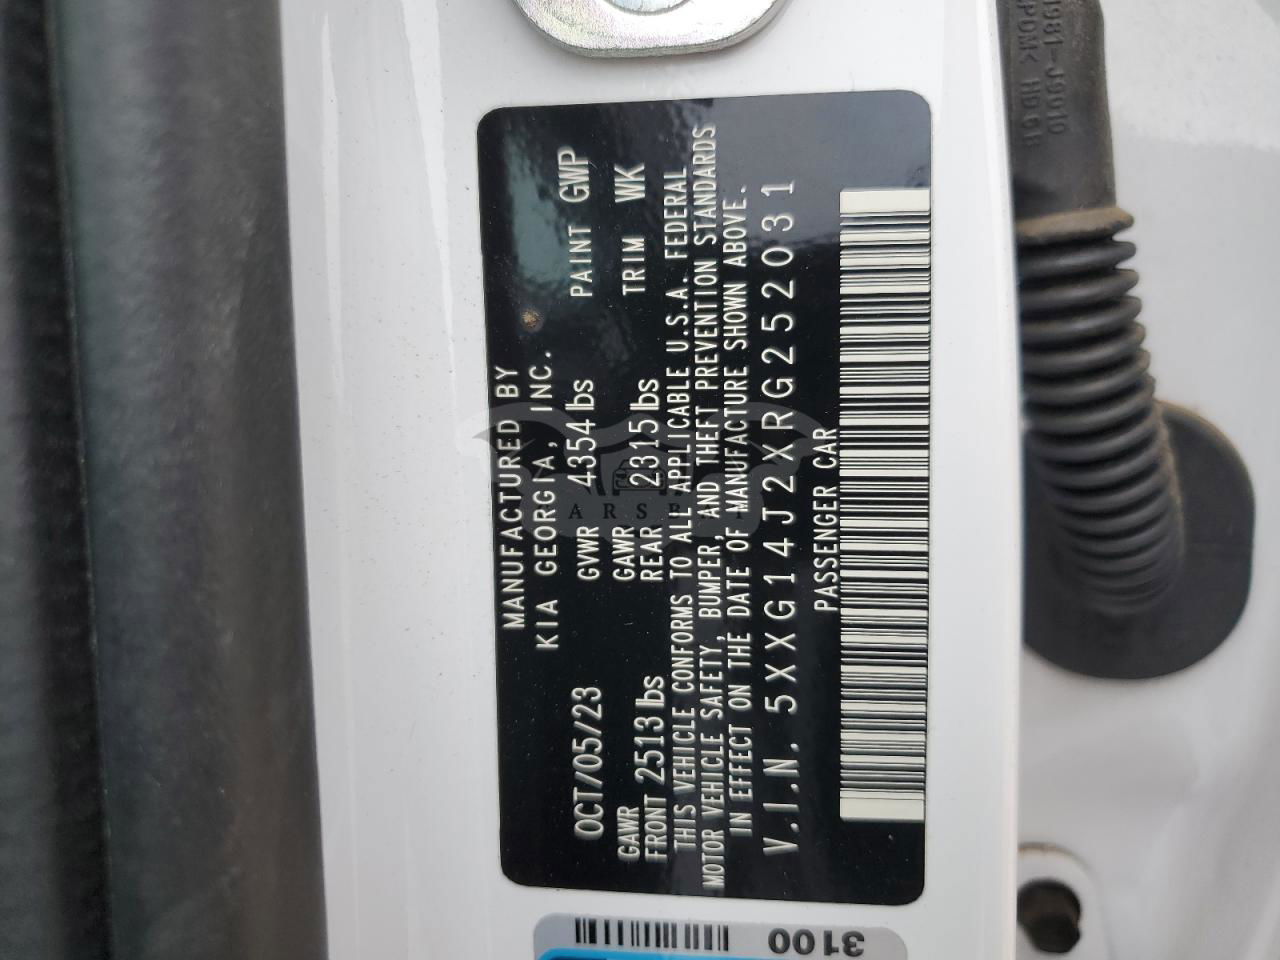 MANUFACTURED BY
KIA GEORGIA, INC.
OCT/05/23 GVWR 4354 lbs PAINT GWP
GAWR FRONT 2513 lbs GAWR REAR 2315 lbs TRIM WK
THIS VEHICLE CONFORMS TO ALL APPLICABLE U.S.A. FEDERAL
MOTOR VEHICLE SAFETY, BUMPER, AND THEFT PREVENTION STANDARDS
IN EFFECT ON THE DATE OF MANUFACTURE SHOWN ABOVE.
V.I.N. 5XXG14J2XRG252031
PASSENGER CAR
3100